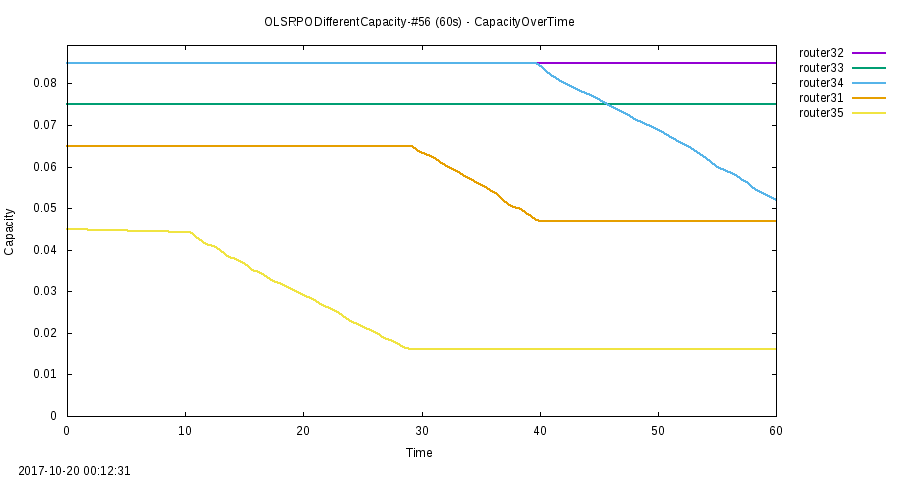 OLSRPODifferentCapacity-#56 (60s) - CapacityOverTime
router32
router33
router34
router31
router35
0.08
0.07
0.06
0.05
0.04
0.03
0.02
0.01
0
Capacity
0 10 20 30 40 50 60
Time
2017-10-20 00:12:31